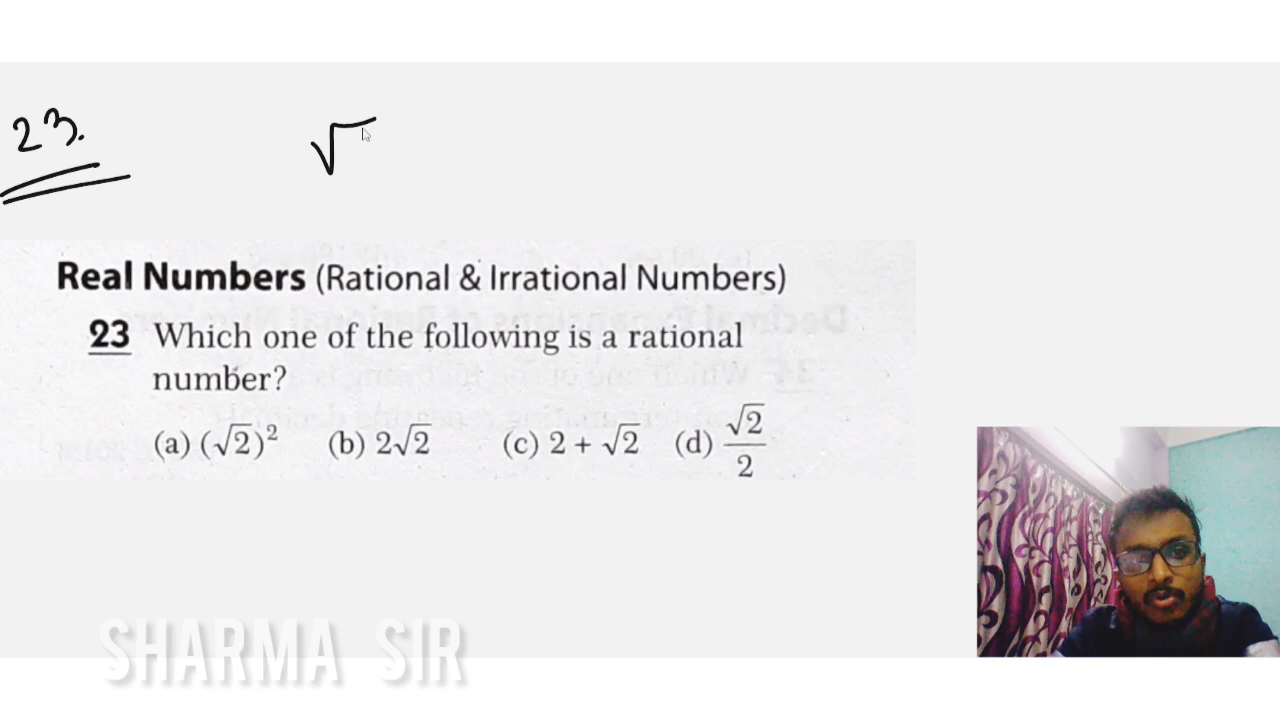 23.
√
Real Numbers (Rational & Irrational Numbers)
23 Which one of the following is a rational
number?
(a) (√2)² (b) 2√2 (c) 2 + √2 (d) √2/2
SHARMA SIR